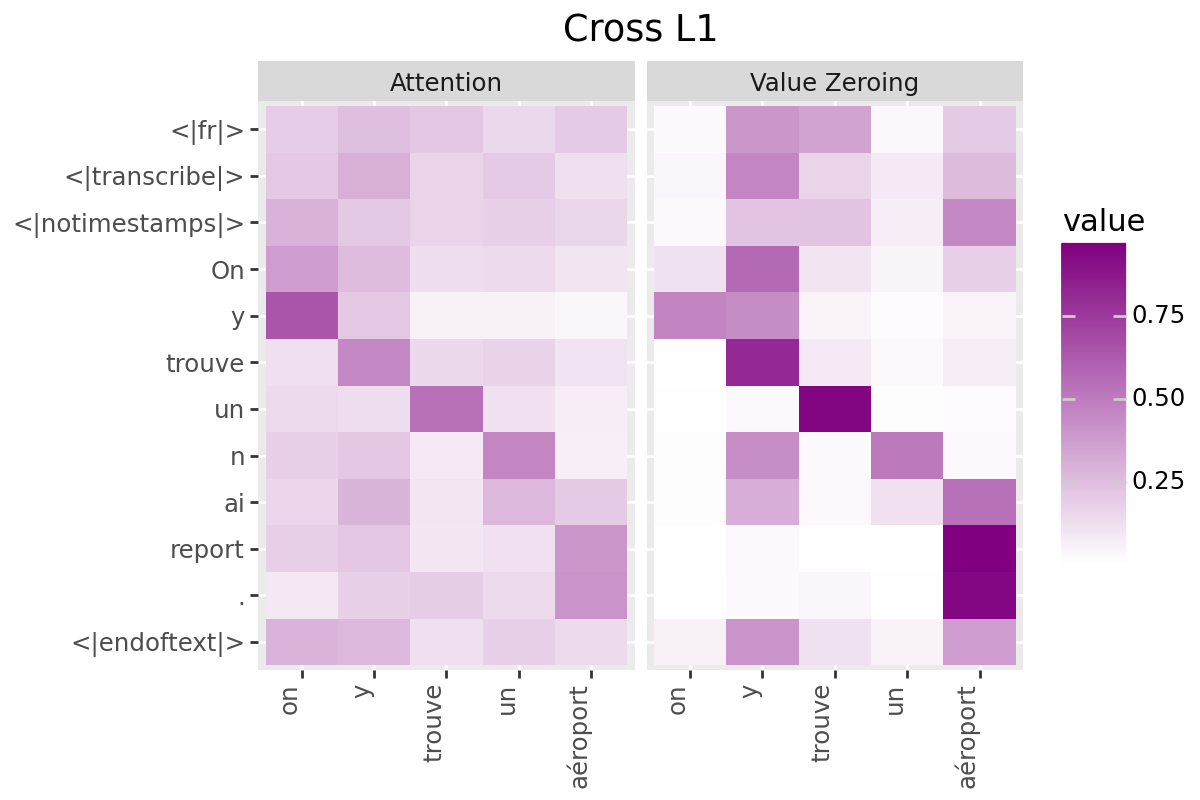 Cross L1
Attention
Value Zeroing
<|fr|>
<|transcribe|>
<|notimestamps|>
On
y
trouve
un
n
ai
report
.
<|endoftext|>
on
y
trouve
un
aéroport
on
y
trouve
un
aéroport
value
0.75
0.50
0.25